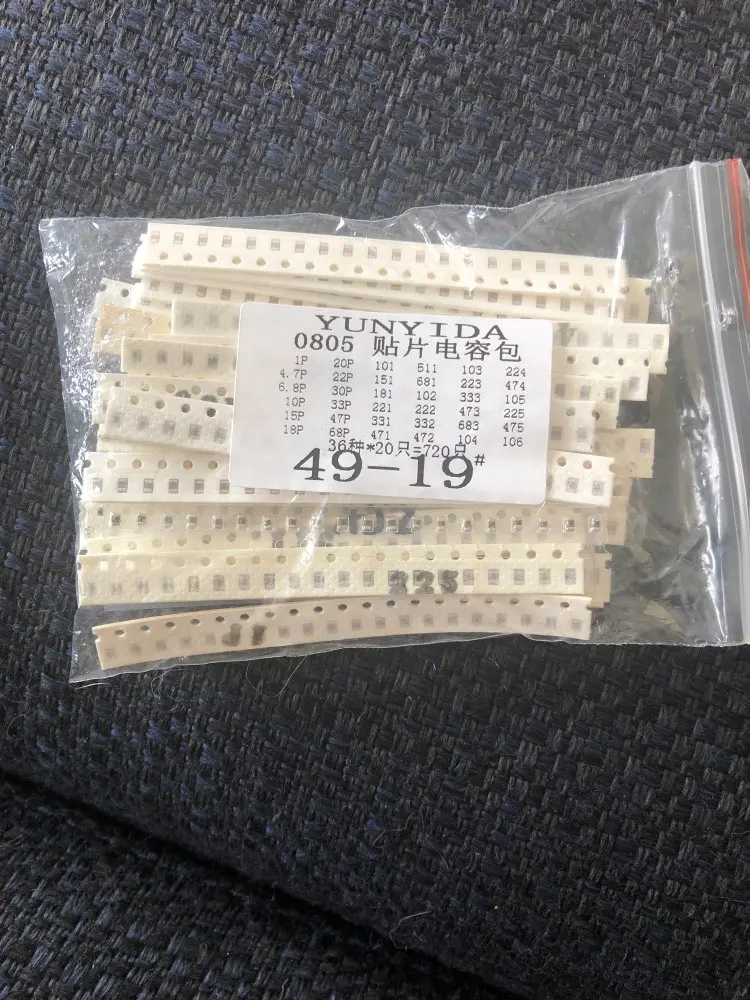 YUNYIDA
0805 贴片电容包
1P 20P 101 511 103 224
4.7P 22P 151 681 223 474
6.8P 30P 181 102 333 105
10P 33P 221 222 473 225
15P 47P 331 332 683 475
18P 68P 471 472 104 106
36种*20只=720只
49-19#
225